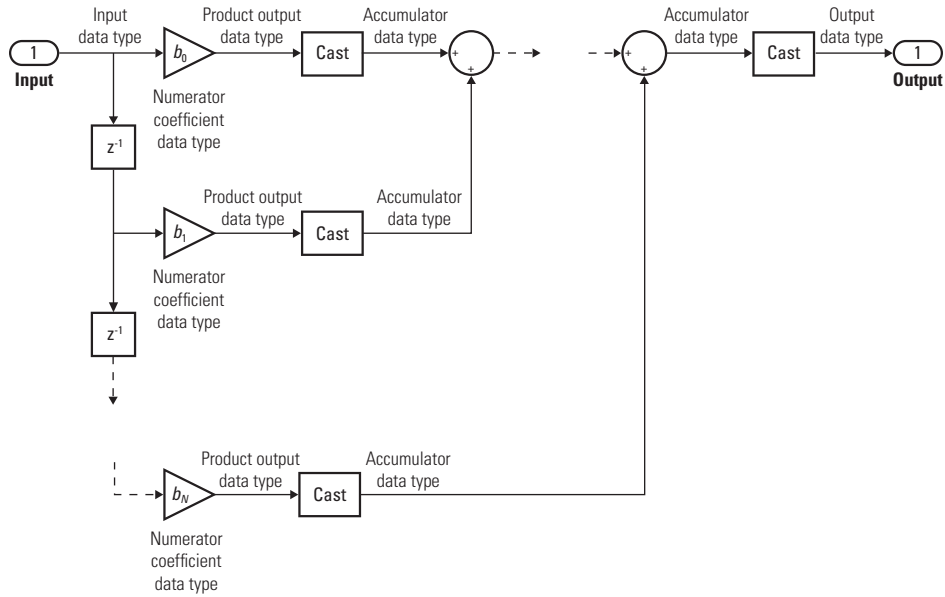 Input
data type
Product output
data type
Accumulator
data type
Accumulator
data type
Output
data type
1
Input
b0
Cast
+
+
+
+
Cast
1
Output
Numerator
coefficient
data type
z-1
Product output
data type
Accumulator
data type
b1
Cast
Numerator
coefficient
data type
z-1
Product output
data type
Accumulator
data type
bN
Cast
Numerator
coefficient
data type